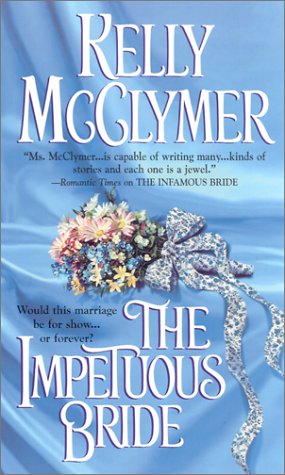 KELLY
MCCLYMER
"Ms. McClymer...is capable of writing many...kinds of
stories and each one is a jewel."
—Romantic Times on THE INFAMOUS BRIDE
Would this marriage
be for show...
or forever?
THE
IMPETUOUS
BRIDE